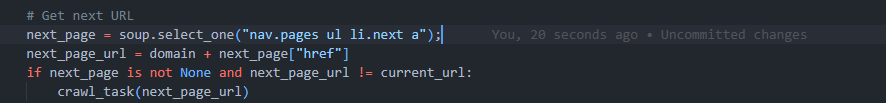 # Get next URL
next_page = soup.select_one("nav.pages ul li.next a"); You, 20 seconds ago • Uncommitted changes
next_page_url = domain + next_page["href"]
if next_page is not None and next_page_url != current_url:
    crawl_task(next_page_url)